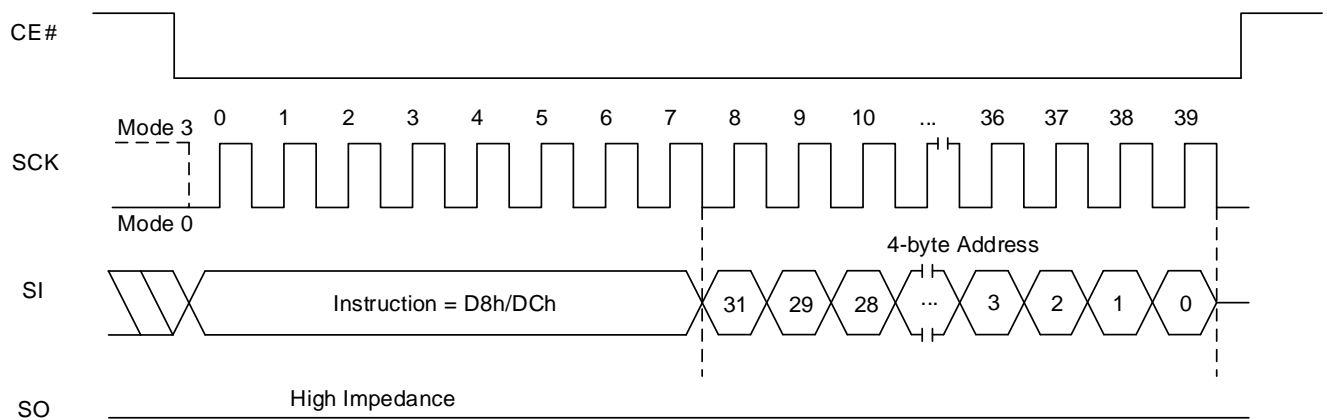 CE#
Mode 3
0 1 2 3 4 5 6 7 8 9 10 ... 36 37 38 39
SCK
Mode 0
4-byte Address
SI
Instruction = D8h/DCh
31 29 28 ... 3 2 1 0
High Impedance
SO